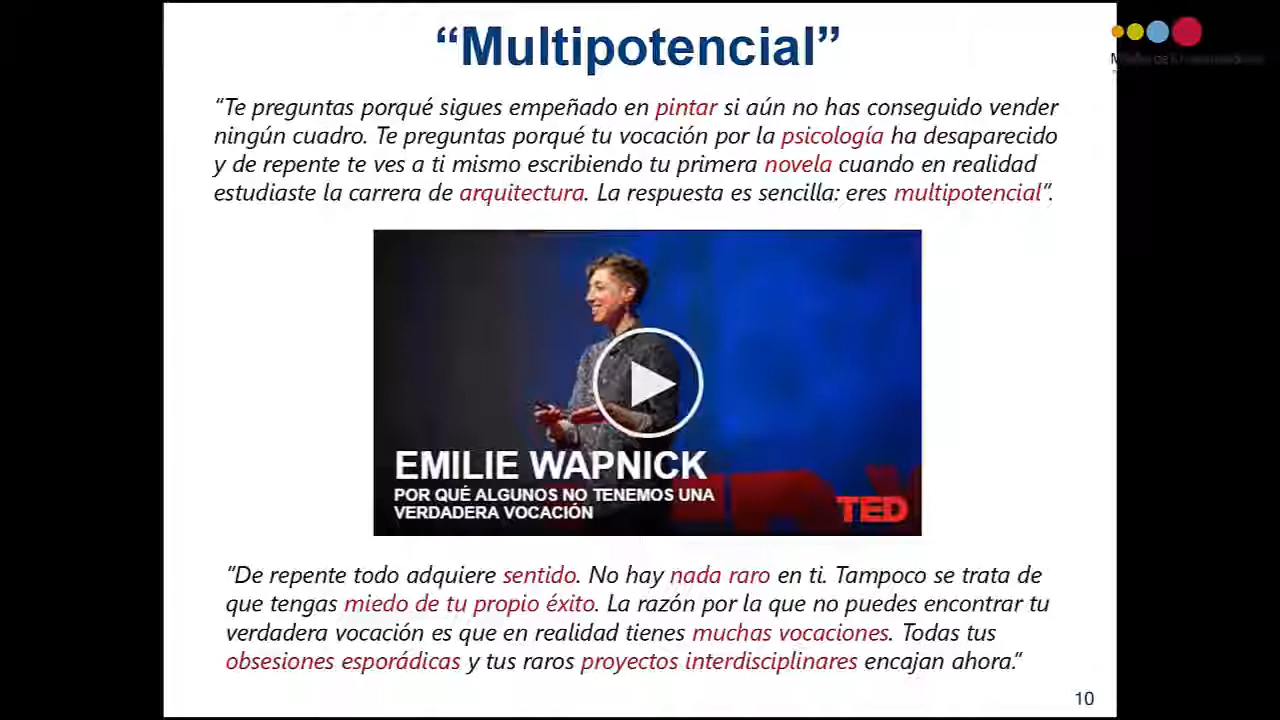 “Multipotencial”
“Te preguntas porqué sigues empeñado en pintar si aún no has conseguido vender
ningún cuadro. Te preguntas porqué tu vocación por la psicología ha desaparecido
y de repente te ves a ti mismo escribiendo tu primera novela cuando en realidad
estudiaste la carrera de arquitectura. La respuesta es sencilla: eres multipotencial”.
EMILIE WAPNICK
POR QUÉ ALGUNOS NO TENEMOS UNA
VERDADERA VOCACIÓN
TED
“De repente todo adquiere sentido. No hay nada raro en ti. Tampoco se trata de
que tengas miedo de tu propio éxito. La razón por la que no puedes encontrar tu
verdadera vocación es que en realidad tienes muchas vocaciones. Todas tus
obsesiones esporádicas y tus raros proyectos interdisciplinares encajan ahora.“
10